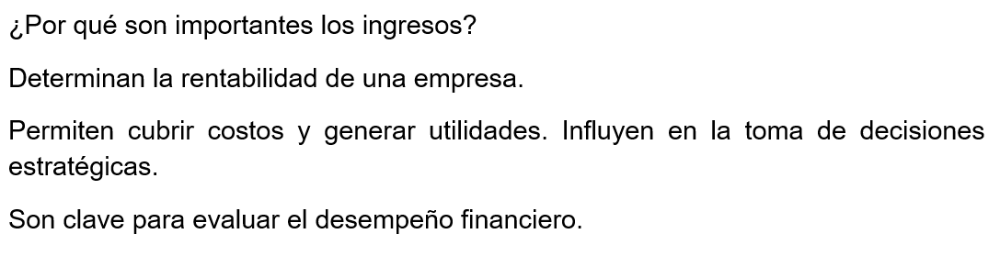 ¿Por qué son importantes los ingresos?
Determinan la rentabilidad de una empresa.
Permiten cubrir costos y generar utilidades. Influyen en la toma de decisiones
estratégicas.
Son clave para evaluar el desempeño financiero.